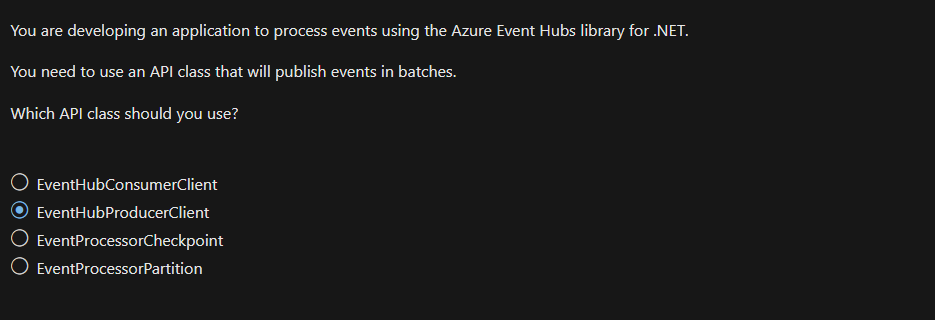 You are developing an application to process events using the Azure Event Hubs library for .NET.
You need to use an API class that will publish events in batches.
Which API class should you use?
EventHubConsumerClient
EventHubProducerClient
EventProcessorCheckpoint
EventProcessorPartition